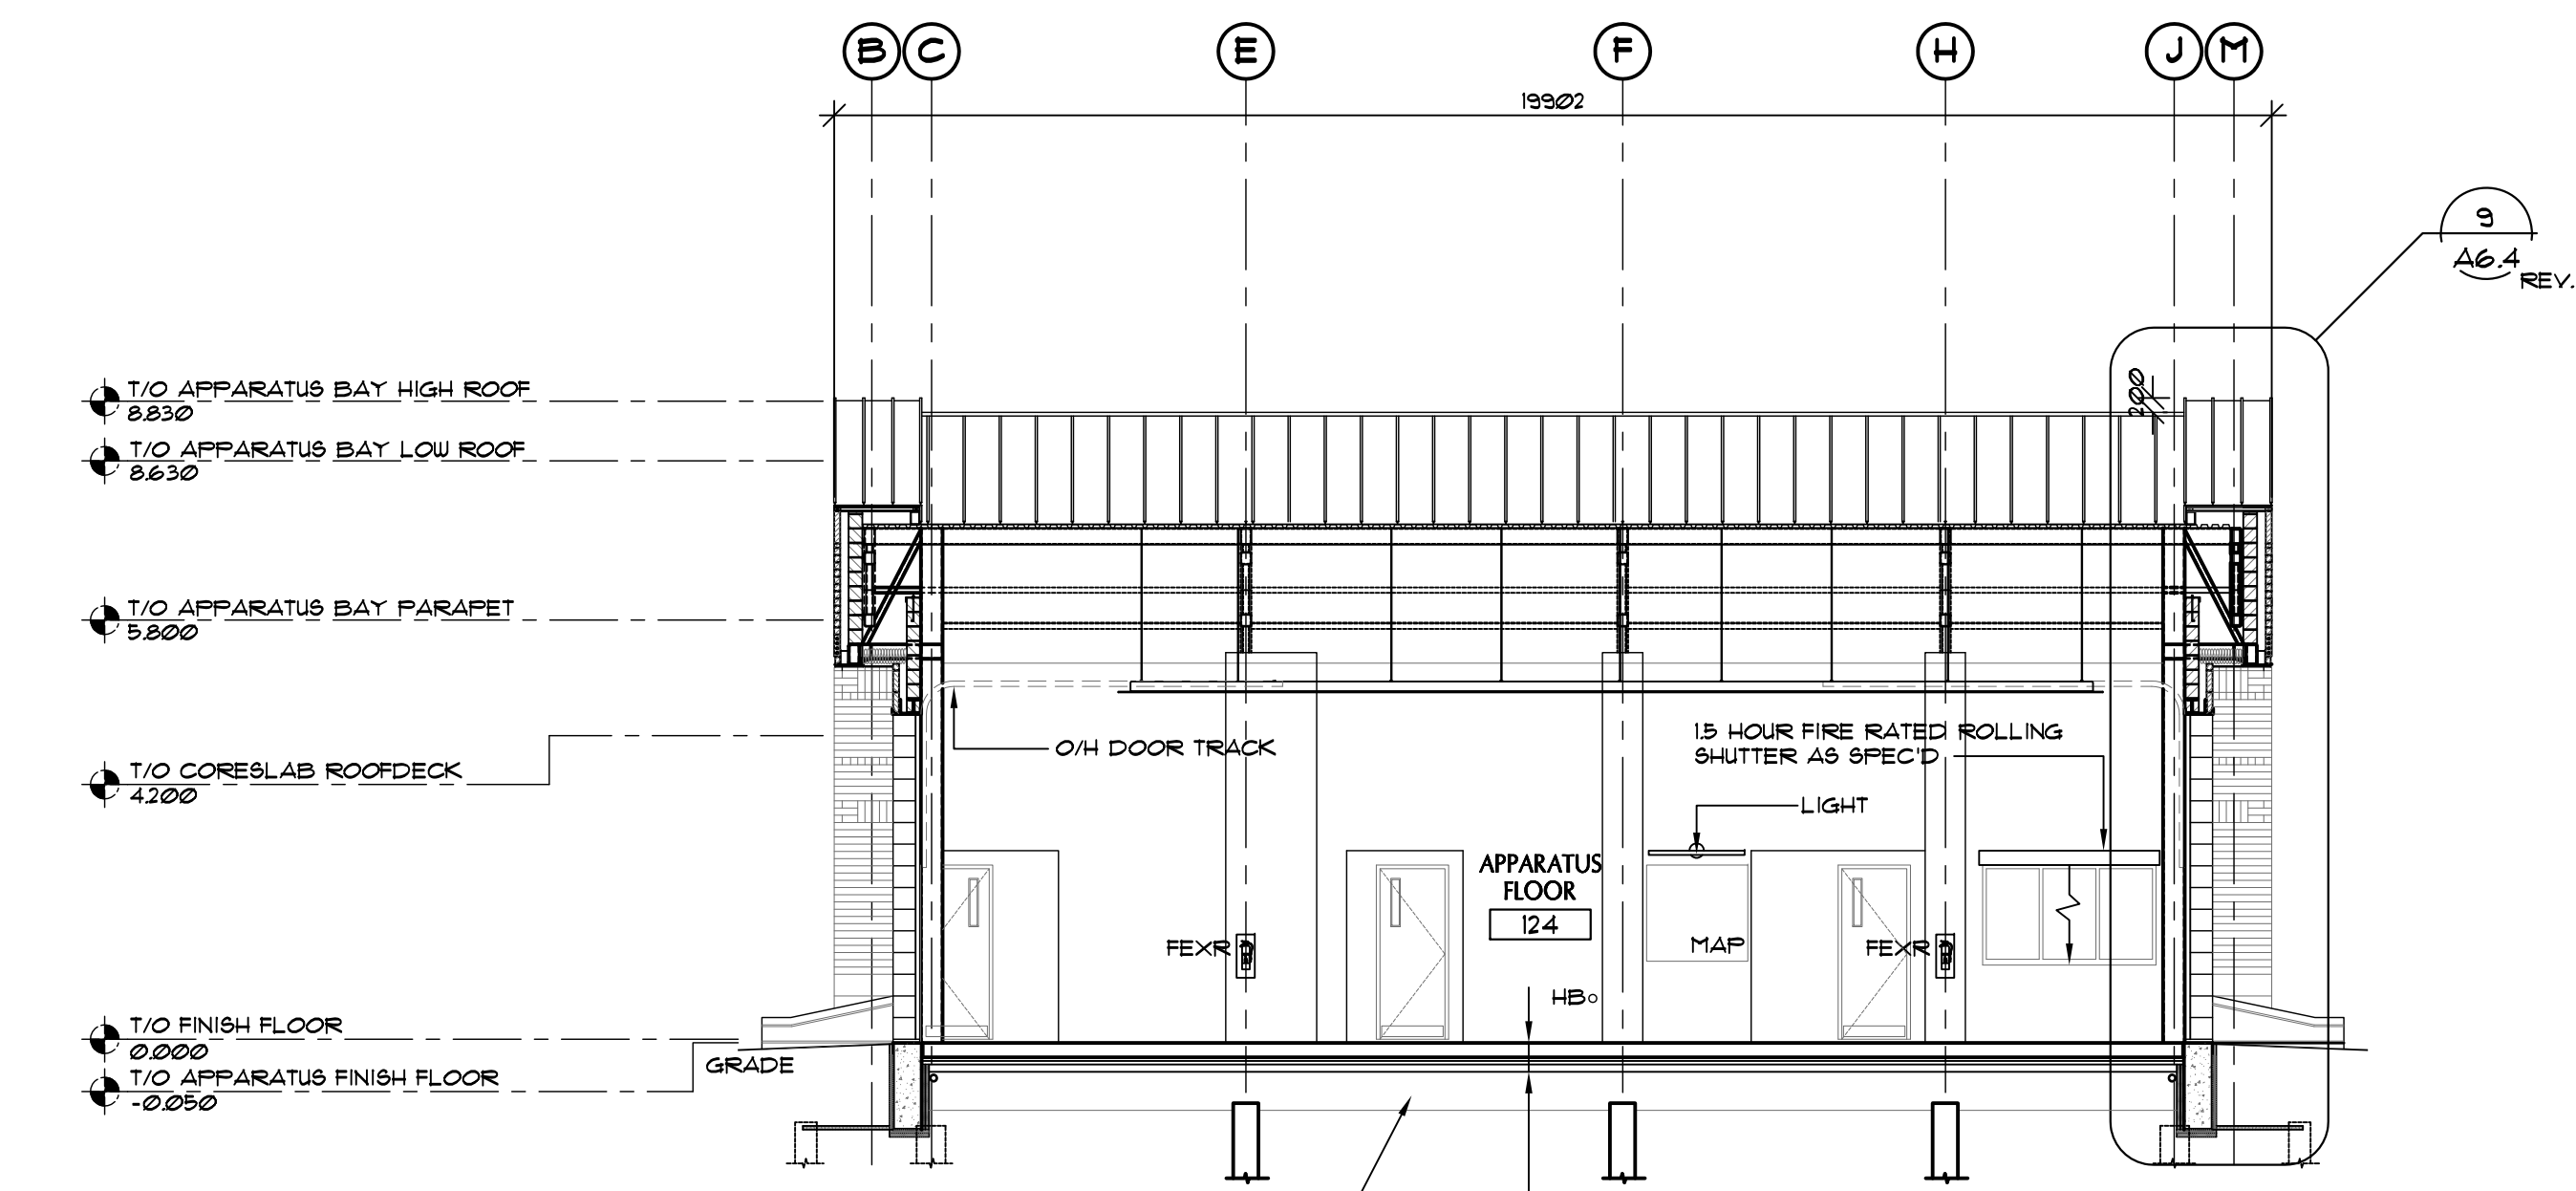 B C E F H J M
19902
9
A6.4
REV.
200
T/O APPARATUS BAY HIGH ROOF
8.830
T/O APPARATUS BAY LOW ROOF
8.630
T/O APPARATUS BAY PARAPET
5.800
O/H DOOR TRACK
1.5 HOUR FIRE RATED ROLLING
SHUTTER AS SPEC'D
T/O CORESLAB ROOFDECK
4.200
LIGHT
APPARATUS
FLOOR
124
FEXR
MAP
FEXR
HB
T/O FINISH FLOOR
0.000
GRADE
T/O APPARATUS FINISH FLOOR
-0.050